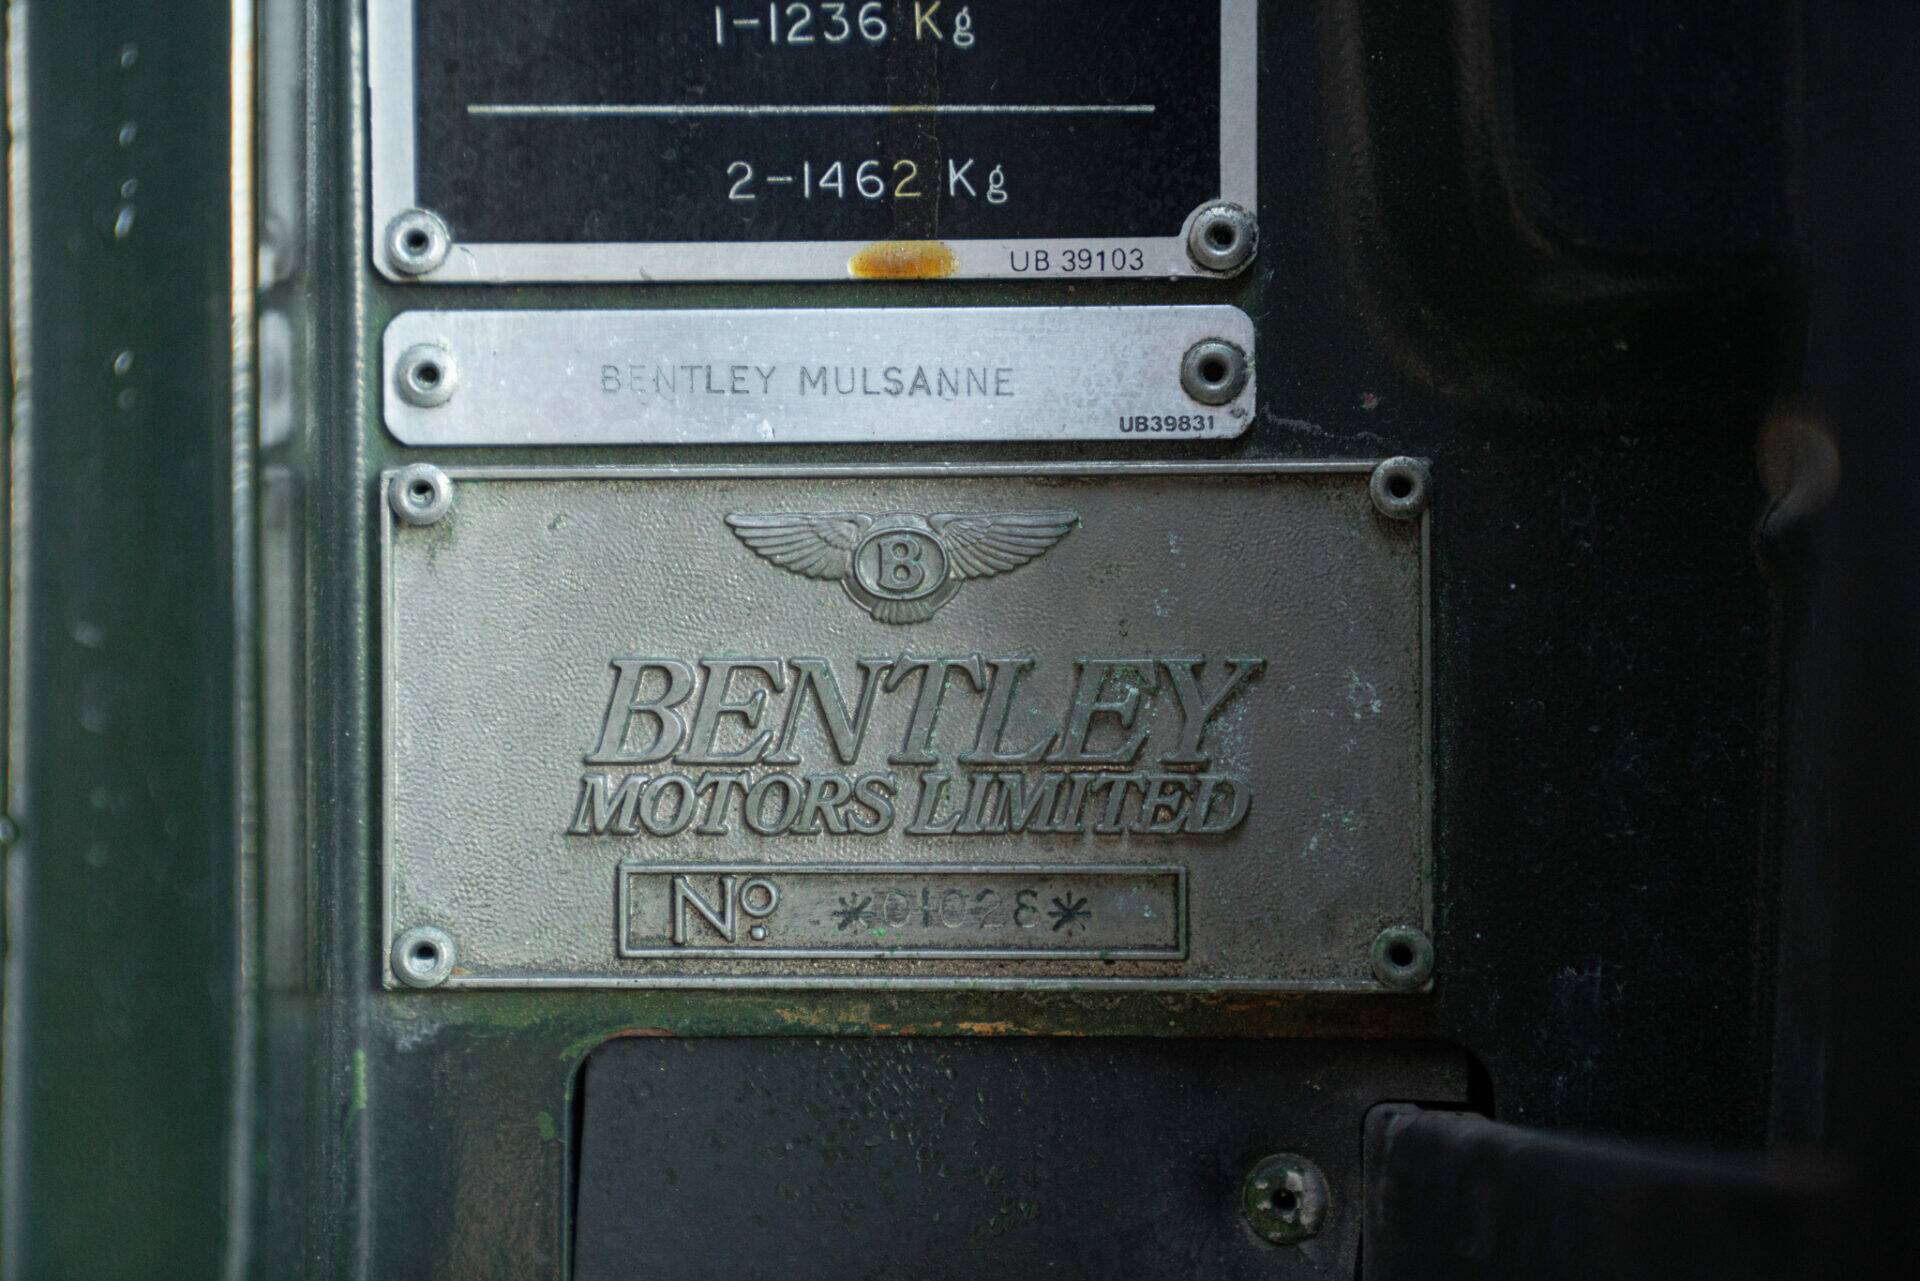 1-1236 Kg
2-1462 Kg
UB 39103
BENTLEY MULSANNE
UB39831
B
BENTLEY
MOTORS LIMITED
Nº *01028*